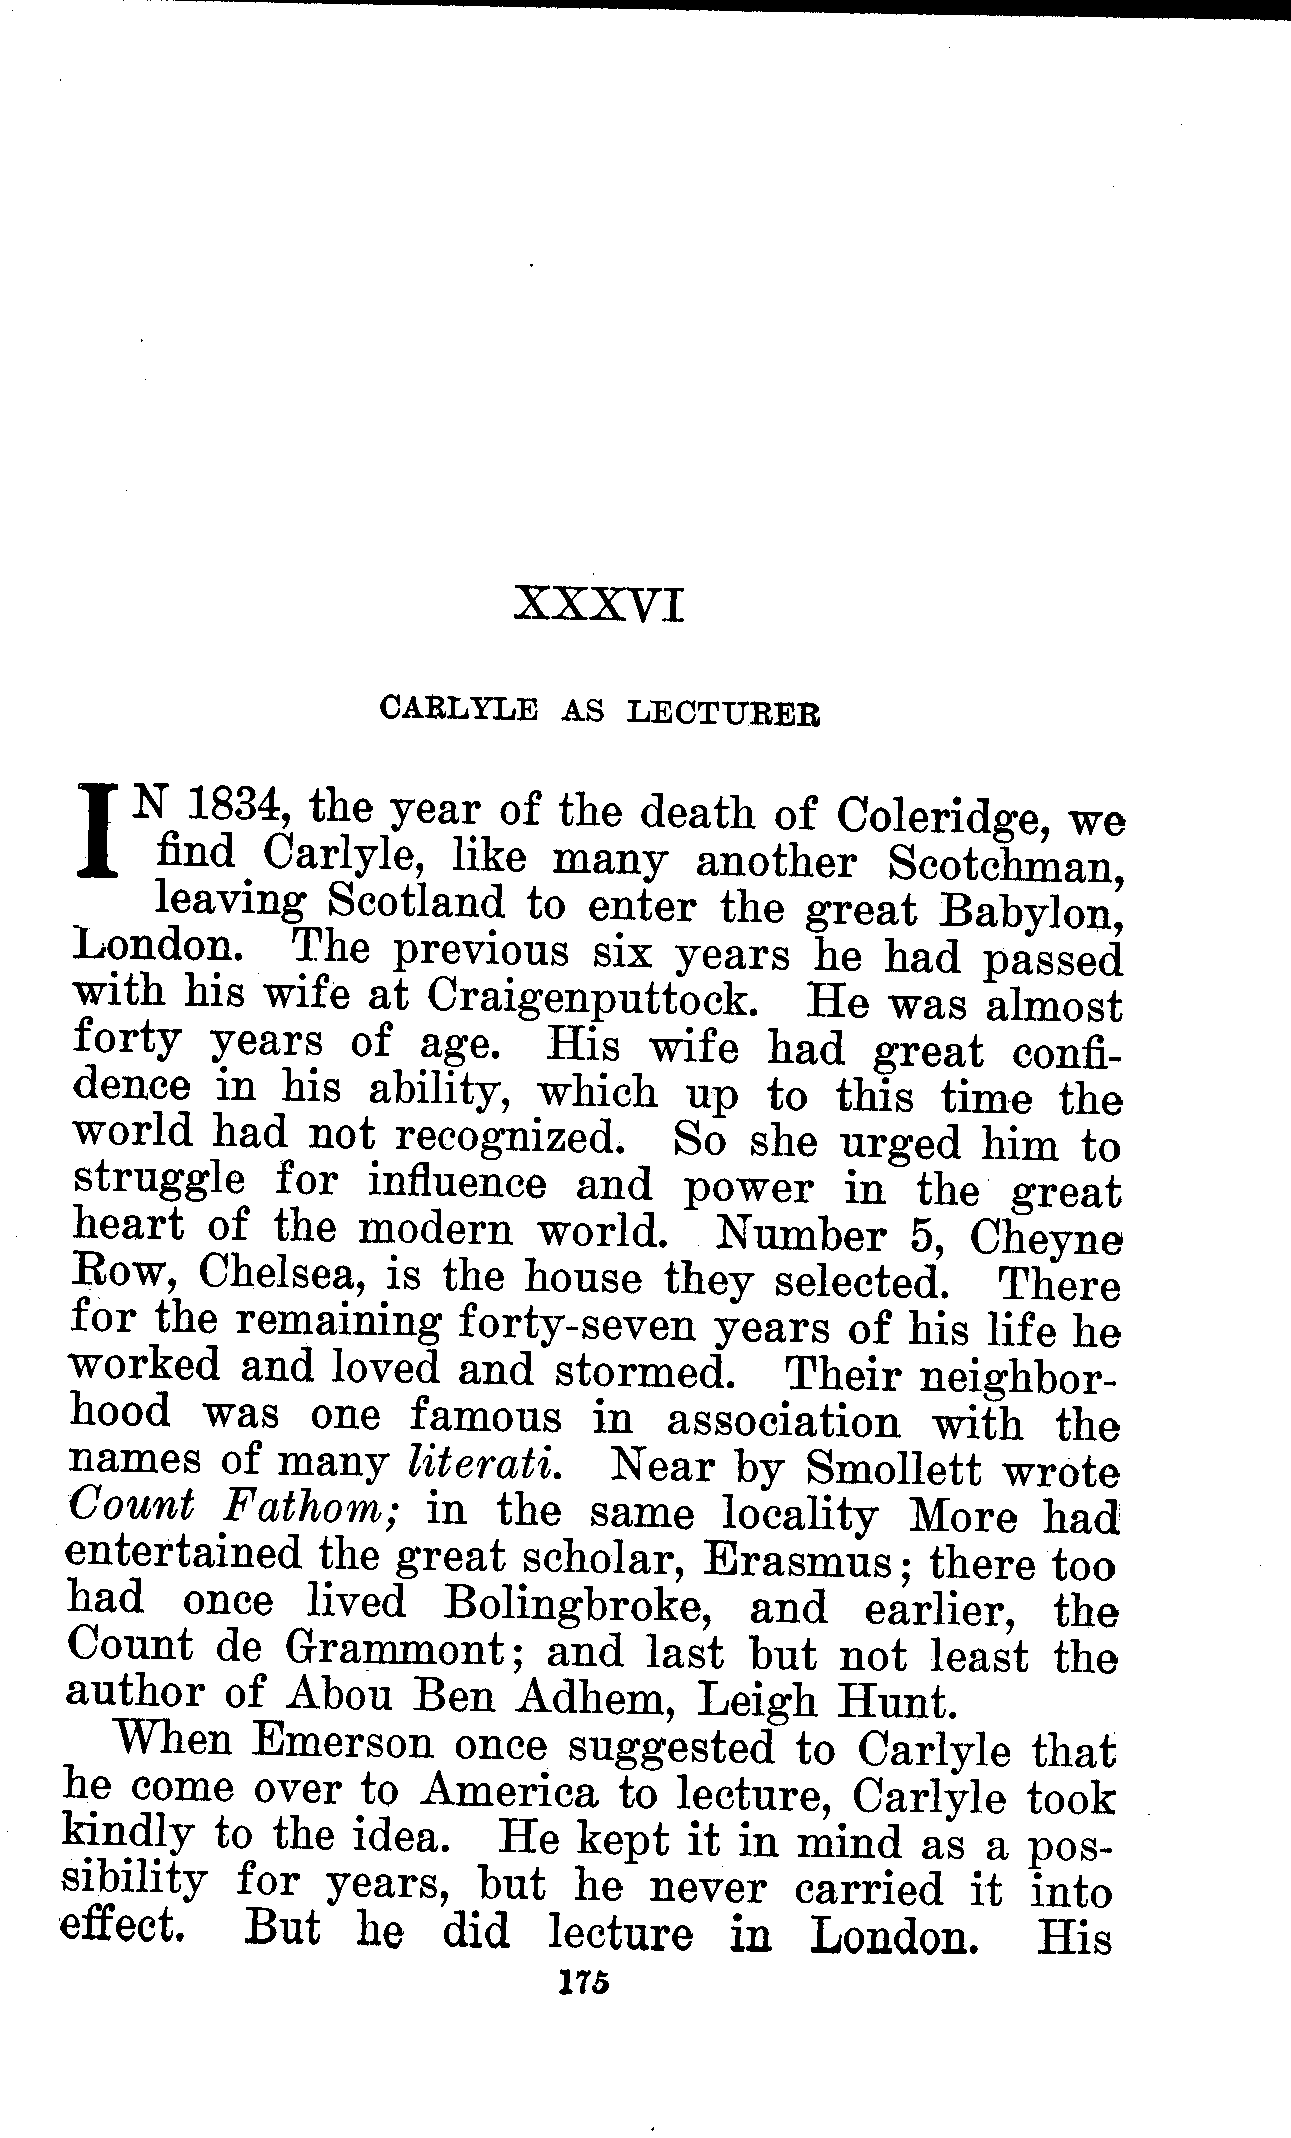 XXXVI
CARLYLE AS LECTURER
IN 1834, the year of the death of Coleridge, we
find Carlyle, like many another Scotchman,
leaving Scotland to enter the great Babylon,
London. The previous six years he had passed
with his wife at Craigenputtock. He was almost
forty years of age. His wife had great confi-
dence in his ability, which up to this time the
world had not recognized. So she urged him to
struggle for influence and power in the great
heart of the modern world. Number 5, Cheyne
Row, Chelsea, is the house they selected. There
for the remaining forty-seven years of his life he
worked and loved and stormed. Their neighbor-
hood was one famous in association with the
names of many literati. Near by Smollett wrote
Count Fathom; in the same locality More had
entertained the great scholar, Erasmus; there too
had once lived Bolingbroke, and earlier, the
Count de Grammont; and last but not least the
author of Abou Ben Adhem, Leigh Hunt.
When Emerson once suggested to Carlyle that
he come over to America to lecture, Carlyle took
kindly to the idea. He kept it in mind as a pos-
sibility for years, but he never carried it into
effect. But he did lecture in London. His
175